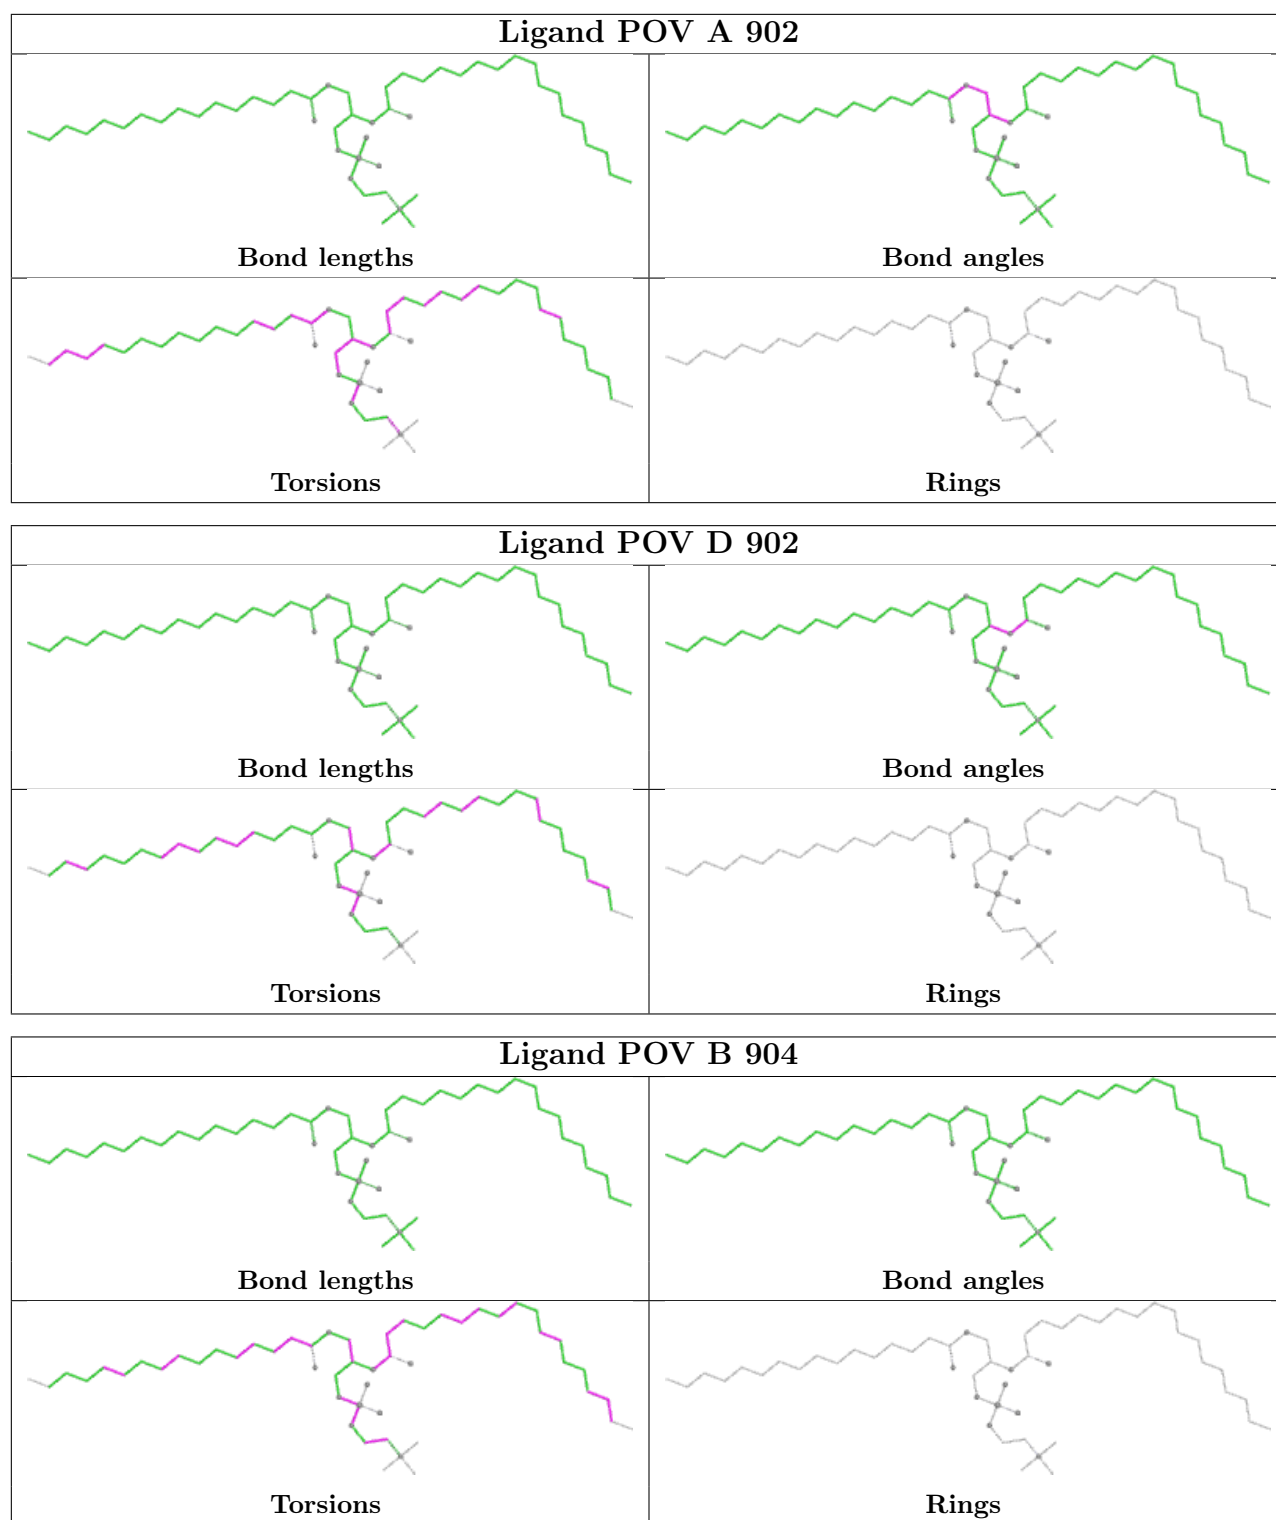 Ligand POV A 902
Bond lengths
Bond angles
Torsions
Rings
Ligand POV D 902
Bond lengths
Bond angles
Torsions
Rings
Ligand POV B 904
Bond lengths
Bond angles
Torsions
Rings